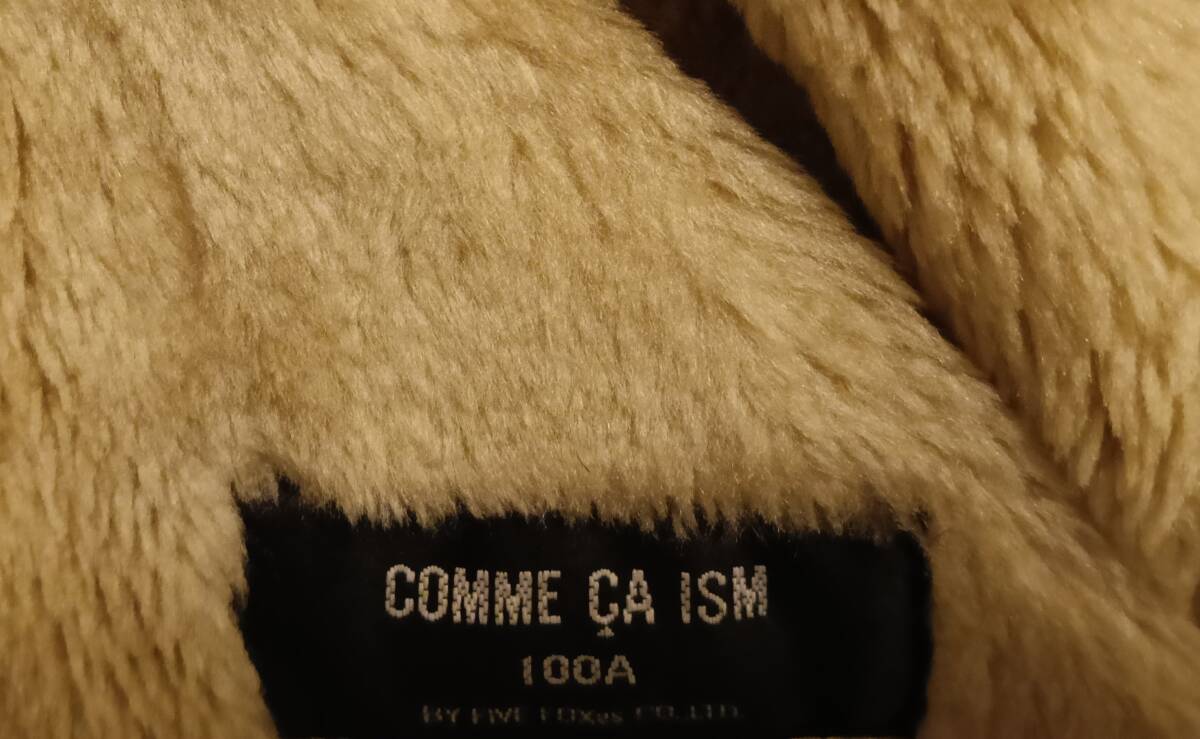 COMME ÇA ISM
100A
BY FIVE FOXes CO., LTD.